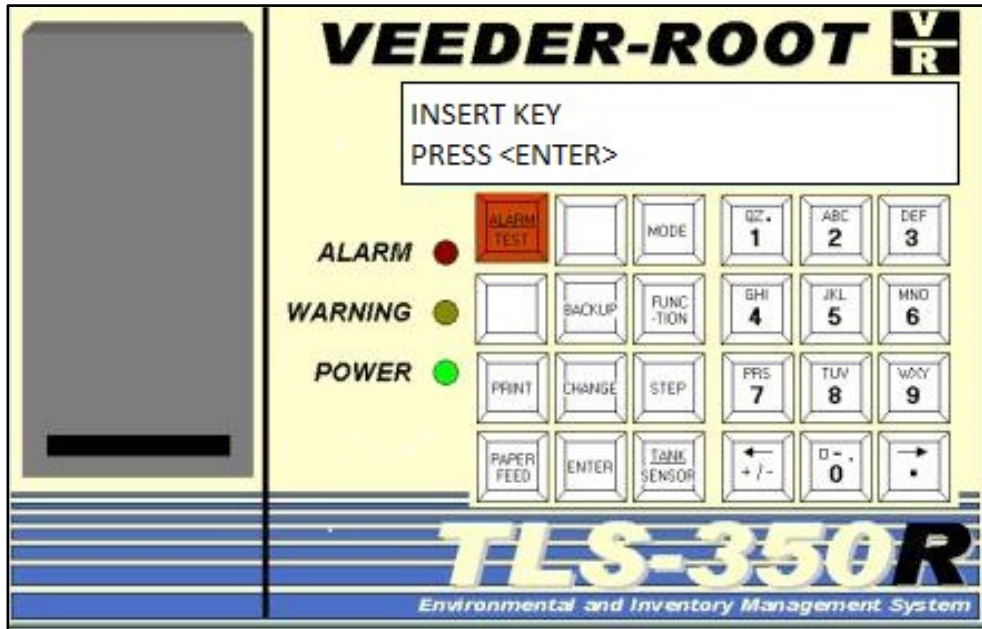 VEEDER-ROOT V R
INSERT KEY
PRESS <ENTER>
ALARM TEST
MODE
QZ. 1
ABC 2
DEF 3
ALARM
WARNING
BACKUP
FUNC -TION
GHI 4
JKL 5
MNO 6
POWER
PRINT
CHANGE
STEP
PRS 7
TUV 8
WXY 9
PAPER FEED
ENTER
TANK SENSOR
← +/-
0 - , 0
→ .
TLS-350R
Environmental and Inventory Management System